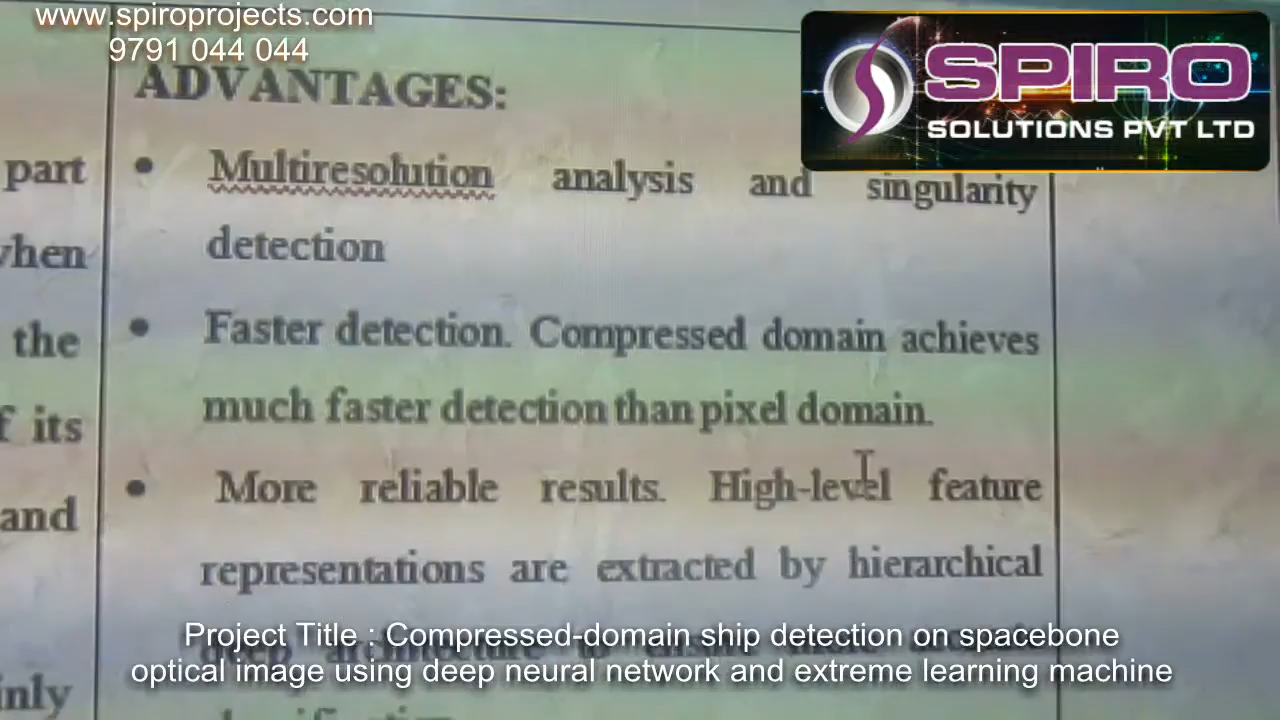 www.spiroprojects.com
9791 044 044
SPIRO
SOLUTIONS PVT LTD
ADVANTAGES:
part
when
the
its
and
• Multiresolution analysis and singularity
detection
• Faster detection. Compressed domain achieves
much faster detection than pixel domain.
• More reliable results. High-level feature
representations are extracted by hierarchical
Project Title : Compressed-domain ship detection on spacebone
optical image using deep neural network and extreme learning machine